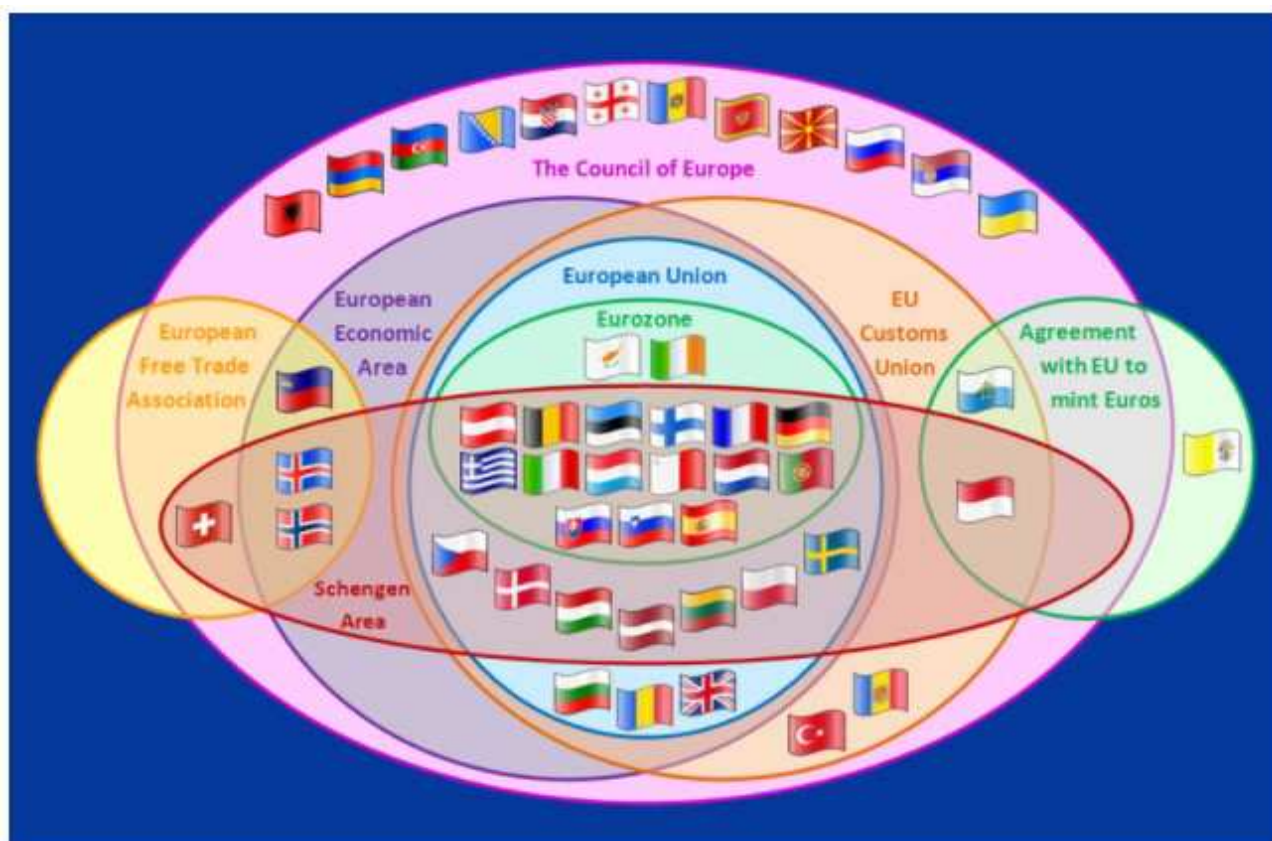 The Council of Europe
European Union
European
Economic
Area
EU
Customs
Union
Eurozone
European
Free Trade
Association
Agreement
with EU to
mint Euros
Schengen
Area